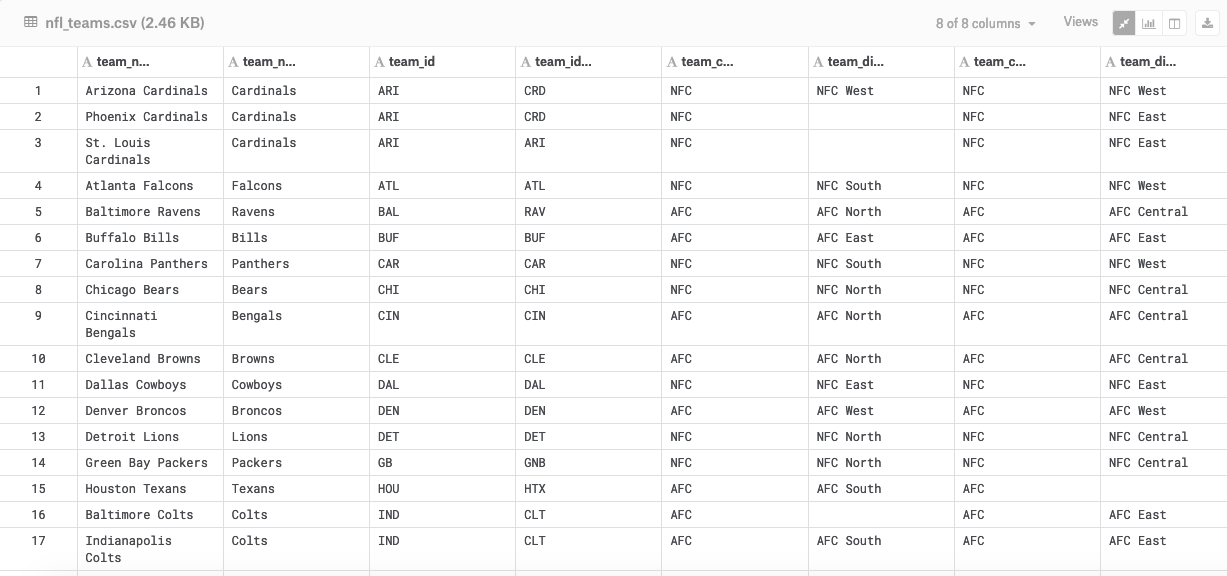 nfl_teams.csv (2.46 KB) 8 of 8 columns Views
A team_n... A team_n... A team_id A team_id... A team_c... A team_di... A team_c... A team_di...
1 Arizona Cardinals Cardinals ARI CRD NFC NFC West NFC NFC West
2 Phoenix Cardinals Cardinals ARI CRD NFC NFC NFC East
3 St. Louis Cardinals Cardinals ARI ARI NFC NFC NFC East
4 Atlanta Falcons Falcons ATL ATL NFC NFC South NFC NFC West
5 Baltimore Ravens Ravens BAL RAV AFC AFC North AFC AFC Central
6 Buffalo Bills Bills BUF BUF AFC AFC East AFC AFC East
7 Carolina Panthers Panthers CAR CAR NFC NFC South NFC NFC West
8 Chicago Bears Bears CHI CHI NFC NFC North NFC NFC Central
9 Cincinnati Bengals Bengals CIN CIN AFC AFC North AFC AFC Central
10 Cleveland Browns Browns CLE CLE AFC AFC North AFC AFC Central
11 Dallas Cowboys Cowboys DAL DAL NFC NFC East NFC NFC East
12 Denver Broncos Broncos DEN DEN AFC AFC West AFC AFC West
13 Detroit Lions Lions DET DET NFC NFC North NFC NFC Central
14 Green Bay Packers Packers GB GNB NFC NFC North NFC NFC Central
15 Houston Texans Texans HOU HTX AFC AFC South AFC
16 Baltimore Colts Colts IND CLT AFC AFC AFC East
17 Indianapolis Colts Colts IND CLT AFC AFC South AFC AFC East